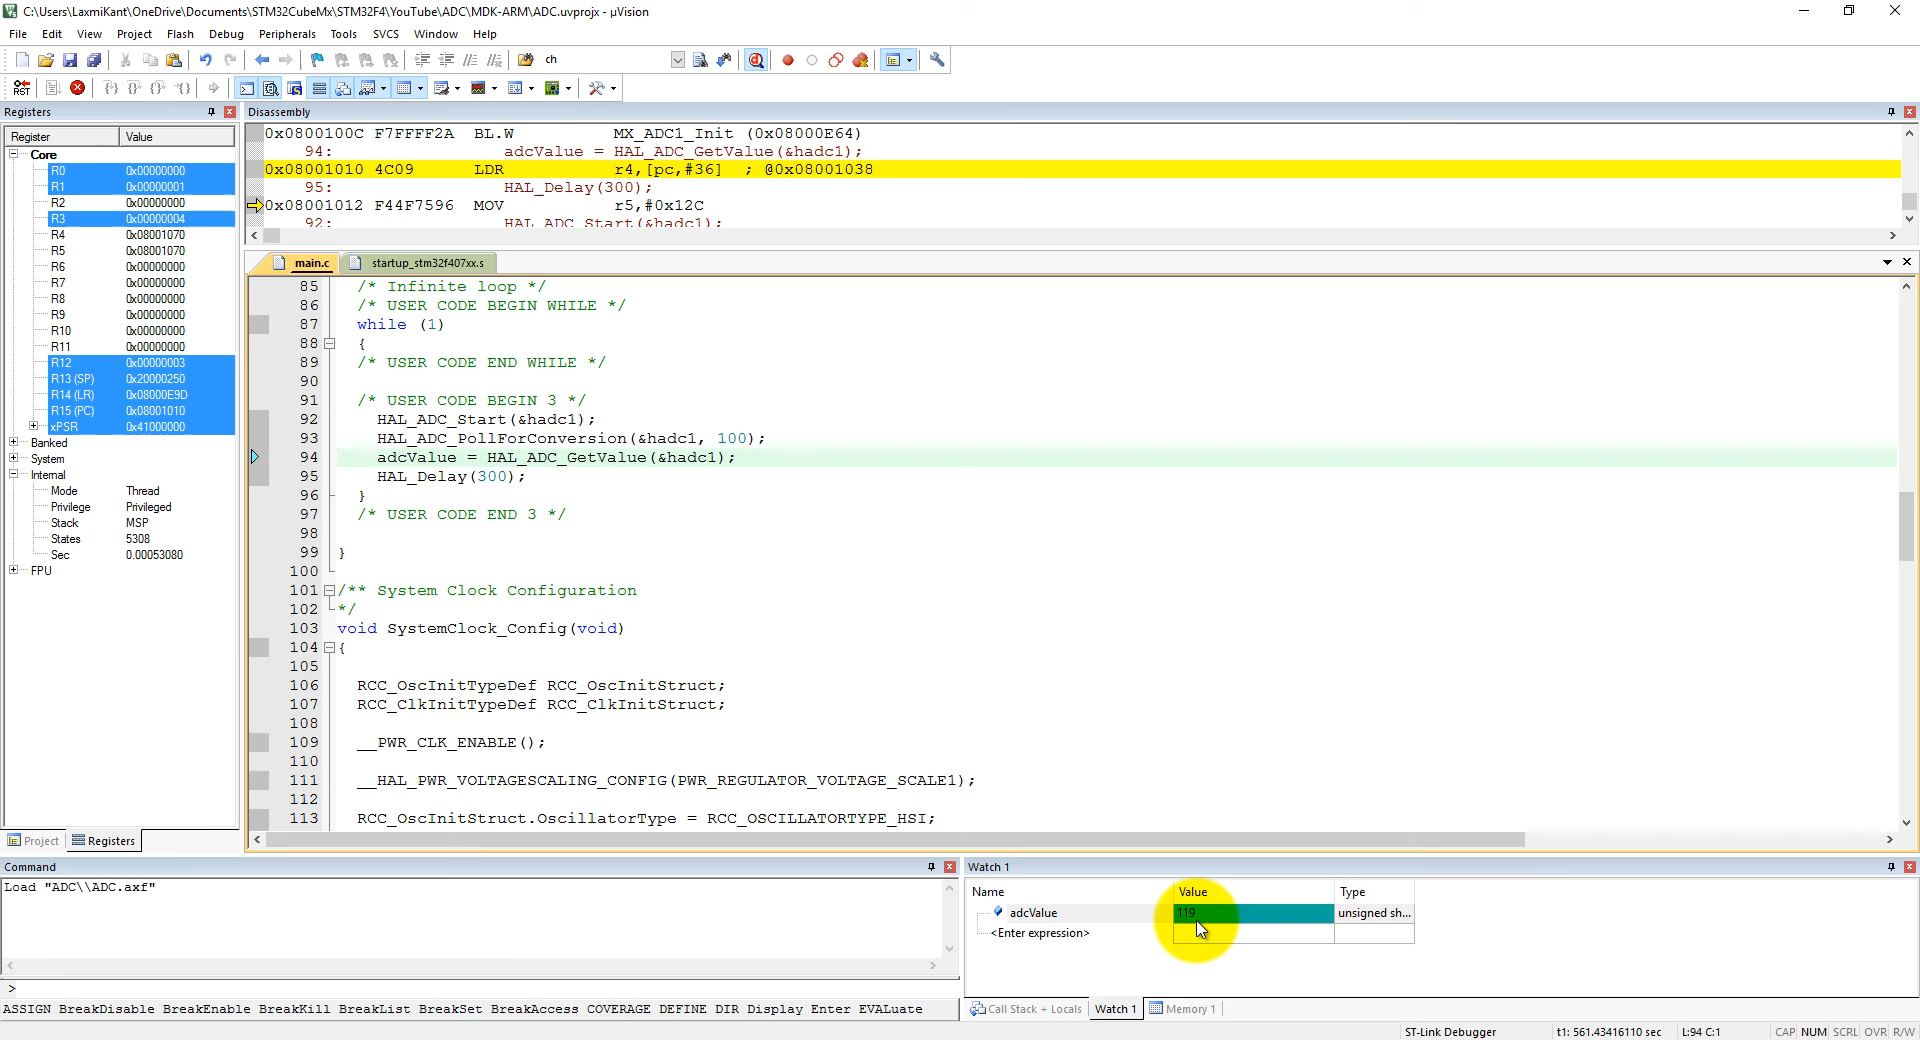 C:\Users\LaxmiKant\OneDrive\Documents\STM32CubeMx\STM32F4\YouTube\ADC\MDK-ARM\ADC.uvprojx - µVision
File Edit View Project Flash Debug Peripherals Tools SVCS Window Help
ch
RST
Registers
Register Value
Core
R0 0x00000000
R1 0x00000001
R2 0x00000000
R3 0x00000004
R4 0x08001070
R5 0x08001070
R6 0x00000000
R7 0x00000000
R8 0x00000000
R9 0x00000000
R10 0x00000000
R11 0x00000000
R12 0x00000003
R13 (SP) 0x20000250
R14 (LR) 0x08000E9D
R15 (PC) 0x08001010
xPSR 0x41000000
Banked
System
Internal
Mode Thread
Privilege Privileged
Stack MSP
States 5308
Sec 0.00053080
FPU
Project Registers
Disassembly
0x0800100C F7FFFF2A BL.W MX_ADC1_Init (0x08000E64)
94: adcValue = HAL_ADC_GetValue(&hadc1);
0x08001010 4C09 LDR r4,[pc,#36] ; @0x08001038
95: HAL_Delay(300);
0x08001012 F44F7596 MOV r5,#0x12C
92: HAL_ADC_Start(&hadc1);
main.c startup_stm32f407xx.s
85 /* Infinite loop */
86 /* USER CODE BEGIN WHILE */
87 while (1)
88 {
89 /* USER CODE END WHILE */
90
91 /* USER CODE BEGIN 3 */
92 HAL_ADC_Start(&hadc1);
93 HAL_ADC_PollForConversion(&hadc1, 100);
94 adcValue = HAL_ADC_GetValue(&hadc1);
95 HAL_Delay(300);
96 }
97 /* USER CODE END 3 */
98
99 }
100
101 /** System Clock Configuration
102 */
103 void SystemClock_Config(void)
104 {
105
106 RCC_OscInitTypeDef RCC_OscInitStruct;
107 RCC_ClkInitTypeDef RCC_ClkInitStruct;
108
109 __PWR_CLK_ENABLE();
110
111 __HAL_PWR_VOLTAGESCALING_CONFIG(PWR_REGULATOR_VOLTAGE_SCALE1);
112
113 RCC_OscInitStruct.OscillatorType = RCC_OSCILLATORTYPE_HSI;
Command
Load "ADC\\ADC.axf"
>
ASSIGN BreakDisable BreakEnable BreakKill BreakList BreakSet BreakAccess COVERAGE DEFINE DIR Display Enter EVALuate
Watch 1
Name Value Type
adcValue 119 unsigned sh...
<Enter expression>
Call Stack + Locals Watch 1 Memory 1
ST-Link Debugger t1: 561.43416110 sec L:94 C:1 CAP NUM SCRL OVR R/W